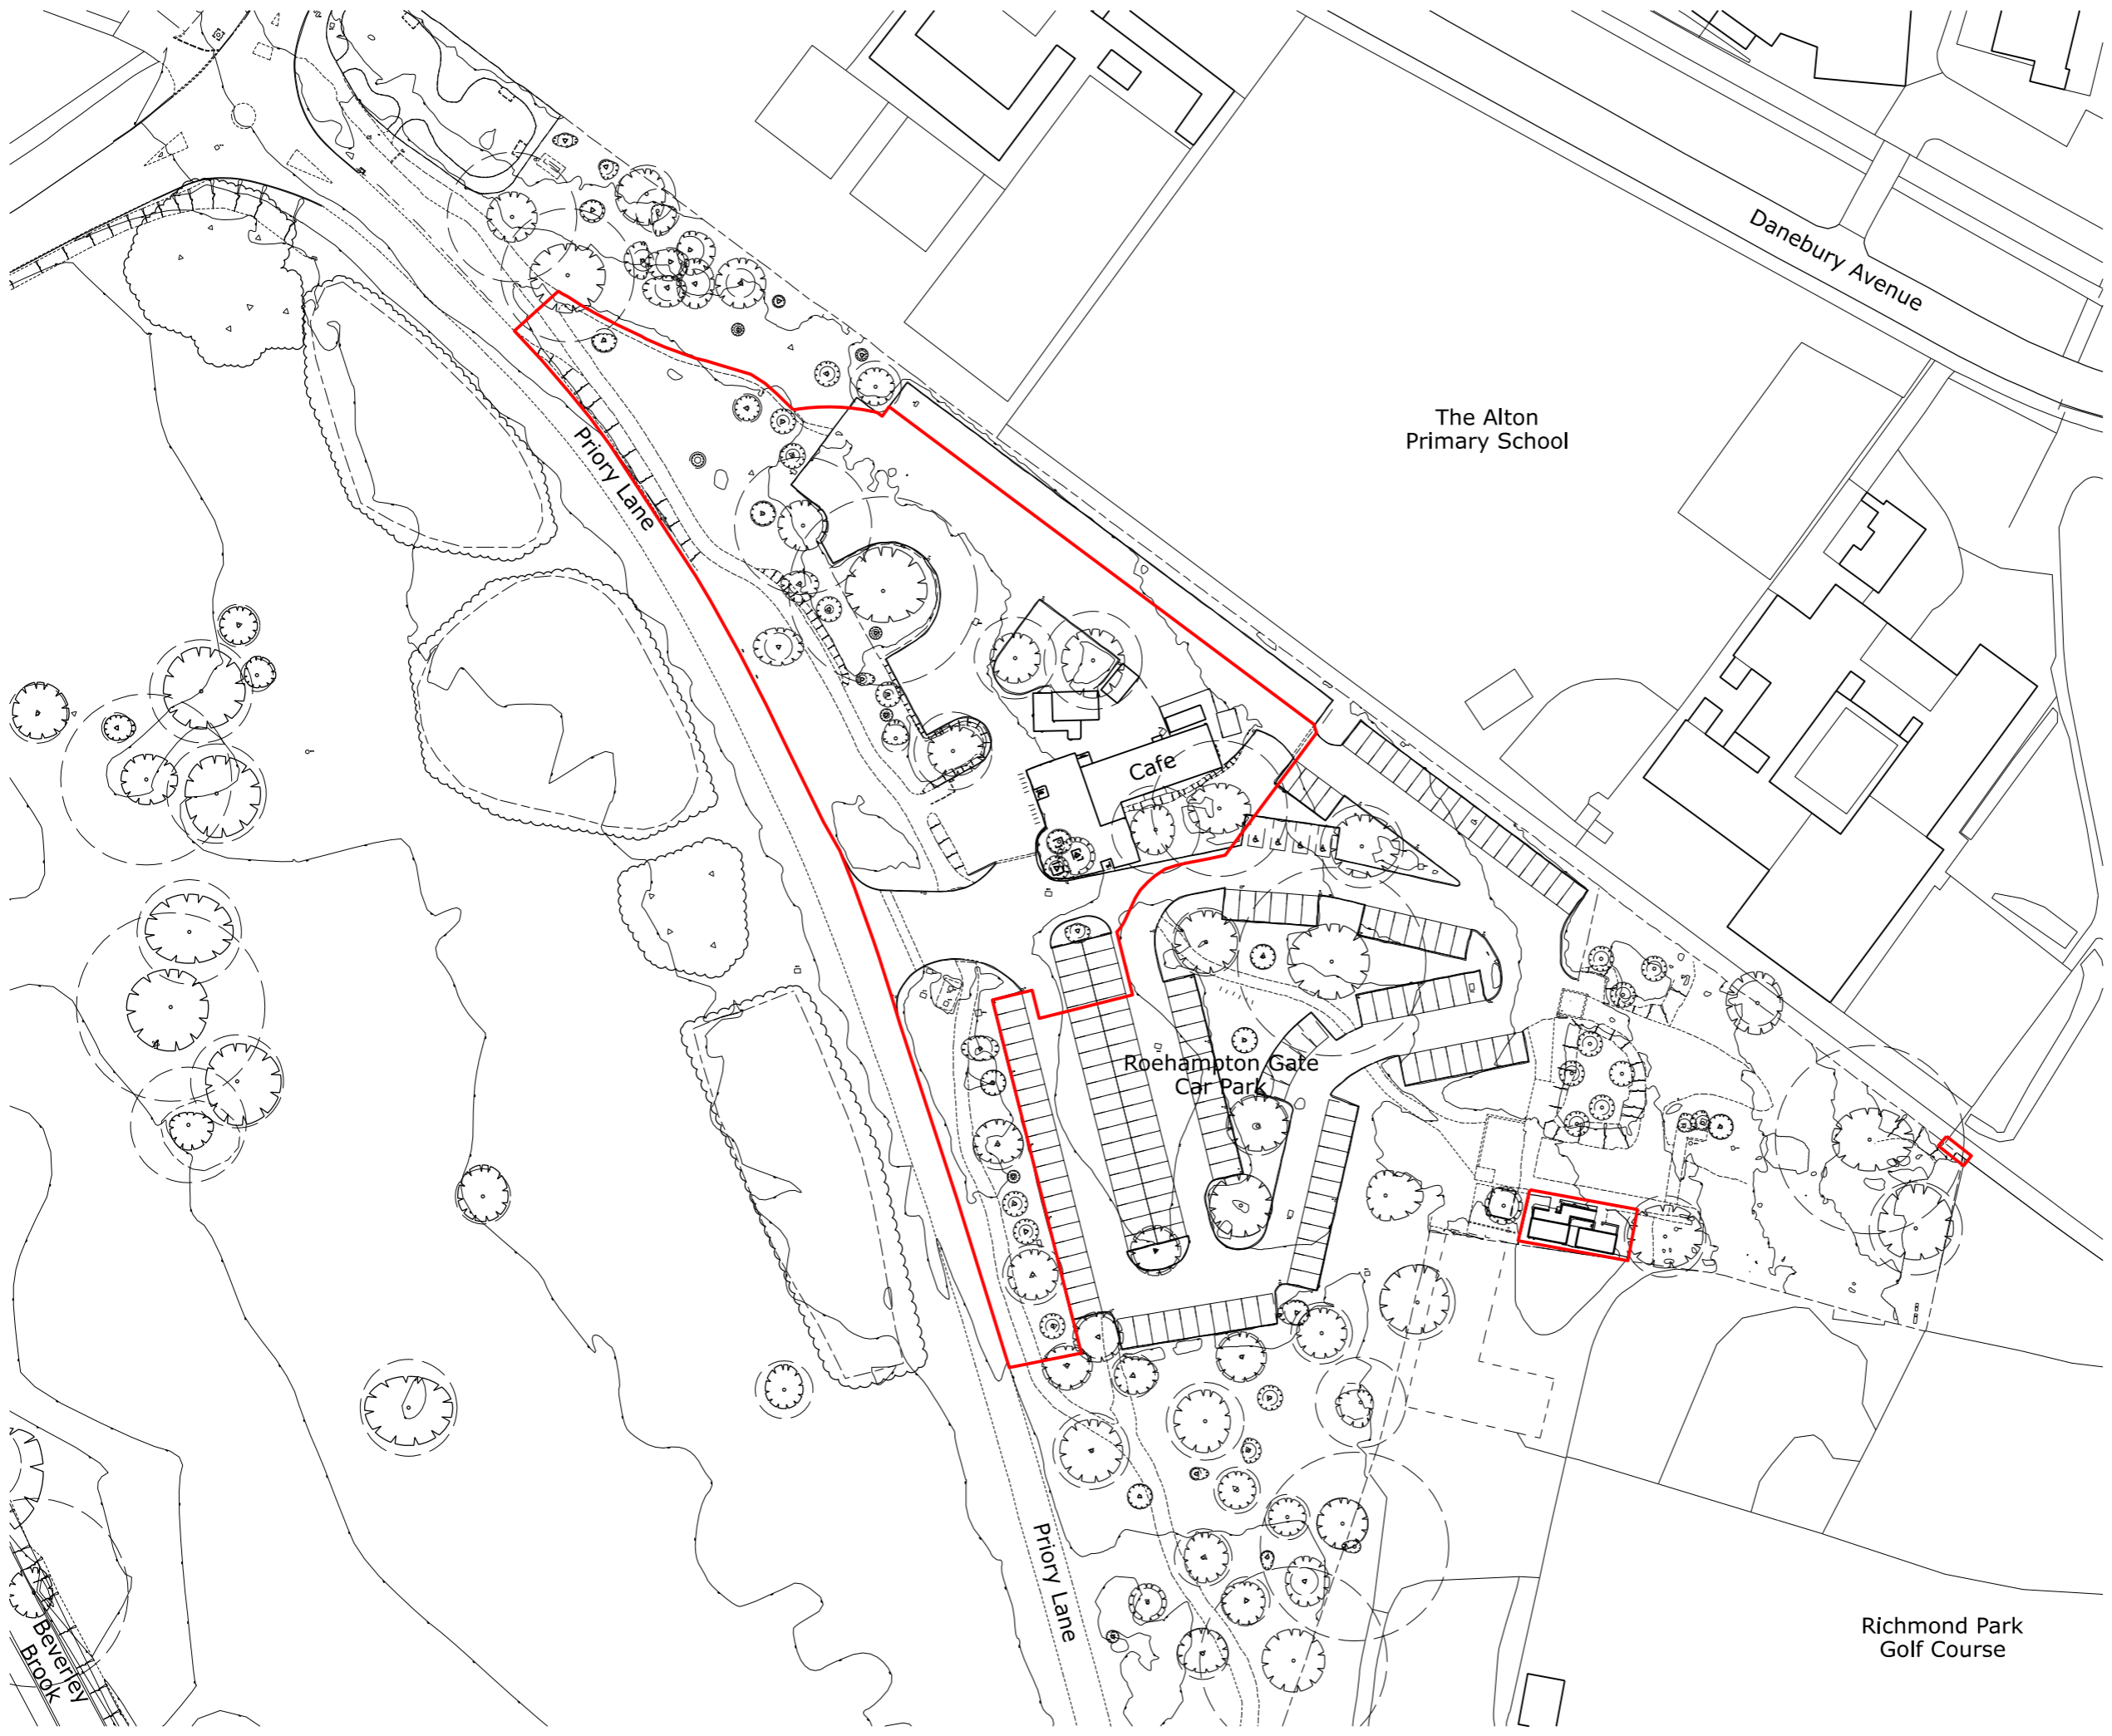 Danebury Avenue
The Alton
Primary School
Priory Lane
Cafe
Roehampton Gate
Car Park
Priory Lane
Beverley
Brook
Richmond Park
Golf Course